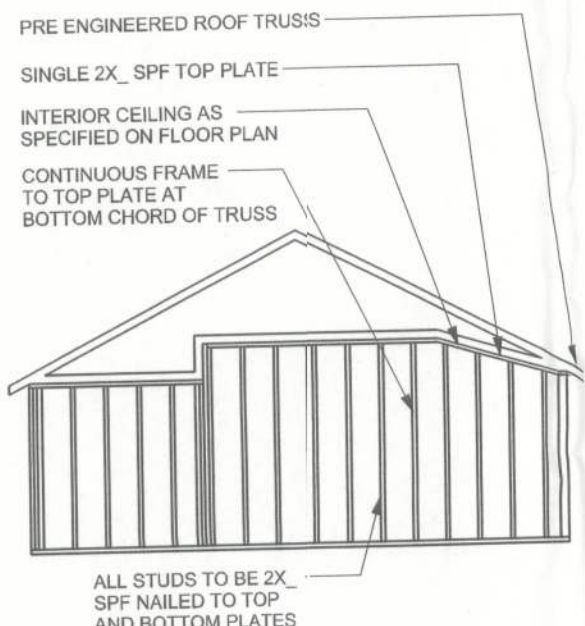 PRE ENGINEERED ROOF TRUSS
SINGLE 2X_ SPF TOP PLATE
INTERIOR CEILING AS
SPECIFIED ON FLOOR PLAN
CONTINUOUS FRAME
TO TOP PLATE AT
BOTTOM CHORD OF TRUSS
ALL STUDS TO BE 2X_
SPF NAILED TO TOP
AND BOTTOM PLATES